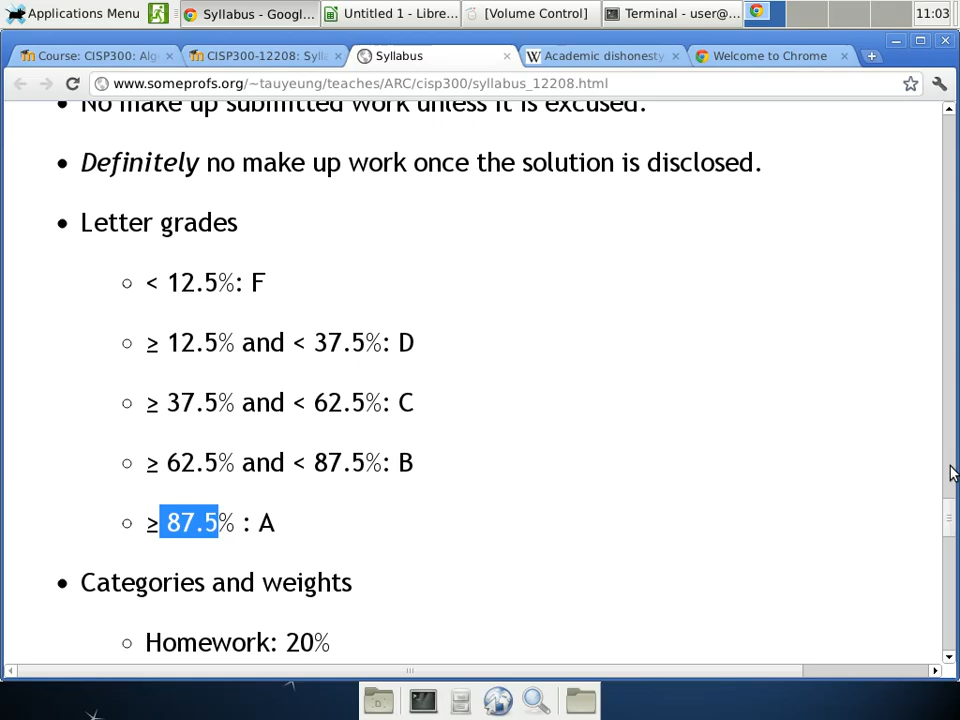 Applications Menu
Syllabus - Googl...
Untitled 1 - Libre...
[Volume Control]
Terminal - user@...
11:03
Course: CISP300: Alg
CISP300-12208: Syll
Syllabus
Academic dishonesty
Welcome to Chrome
www.someprofs.org/~tauyeung/teaches/ARC/cisp300/syllabus_12208.html
• No make up submitted work unless it is excused.
• Definitely no make up work once the solution is disclosed.
• Letter grades
○ < 12.5%: F
○ ≥ 12.5% and < 37.5%: D
○ ≥ 37.5% and < 62.5%: C
○ ≥ 62.5% and < 87.5%: B
○ ≥ 87.5% : A
• Categories and weights
○ Homework: 20%